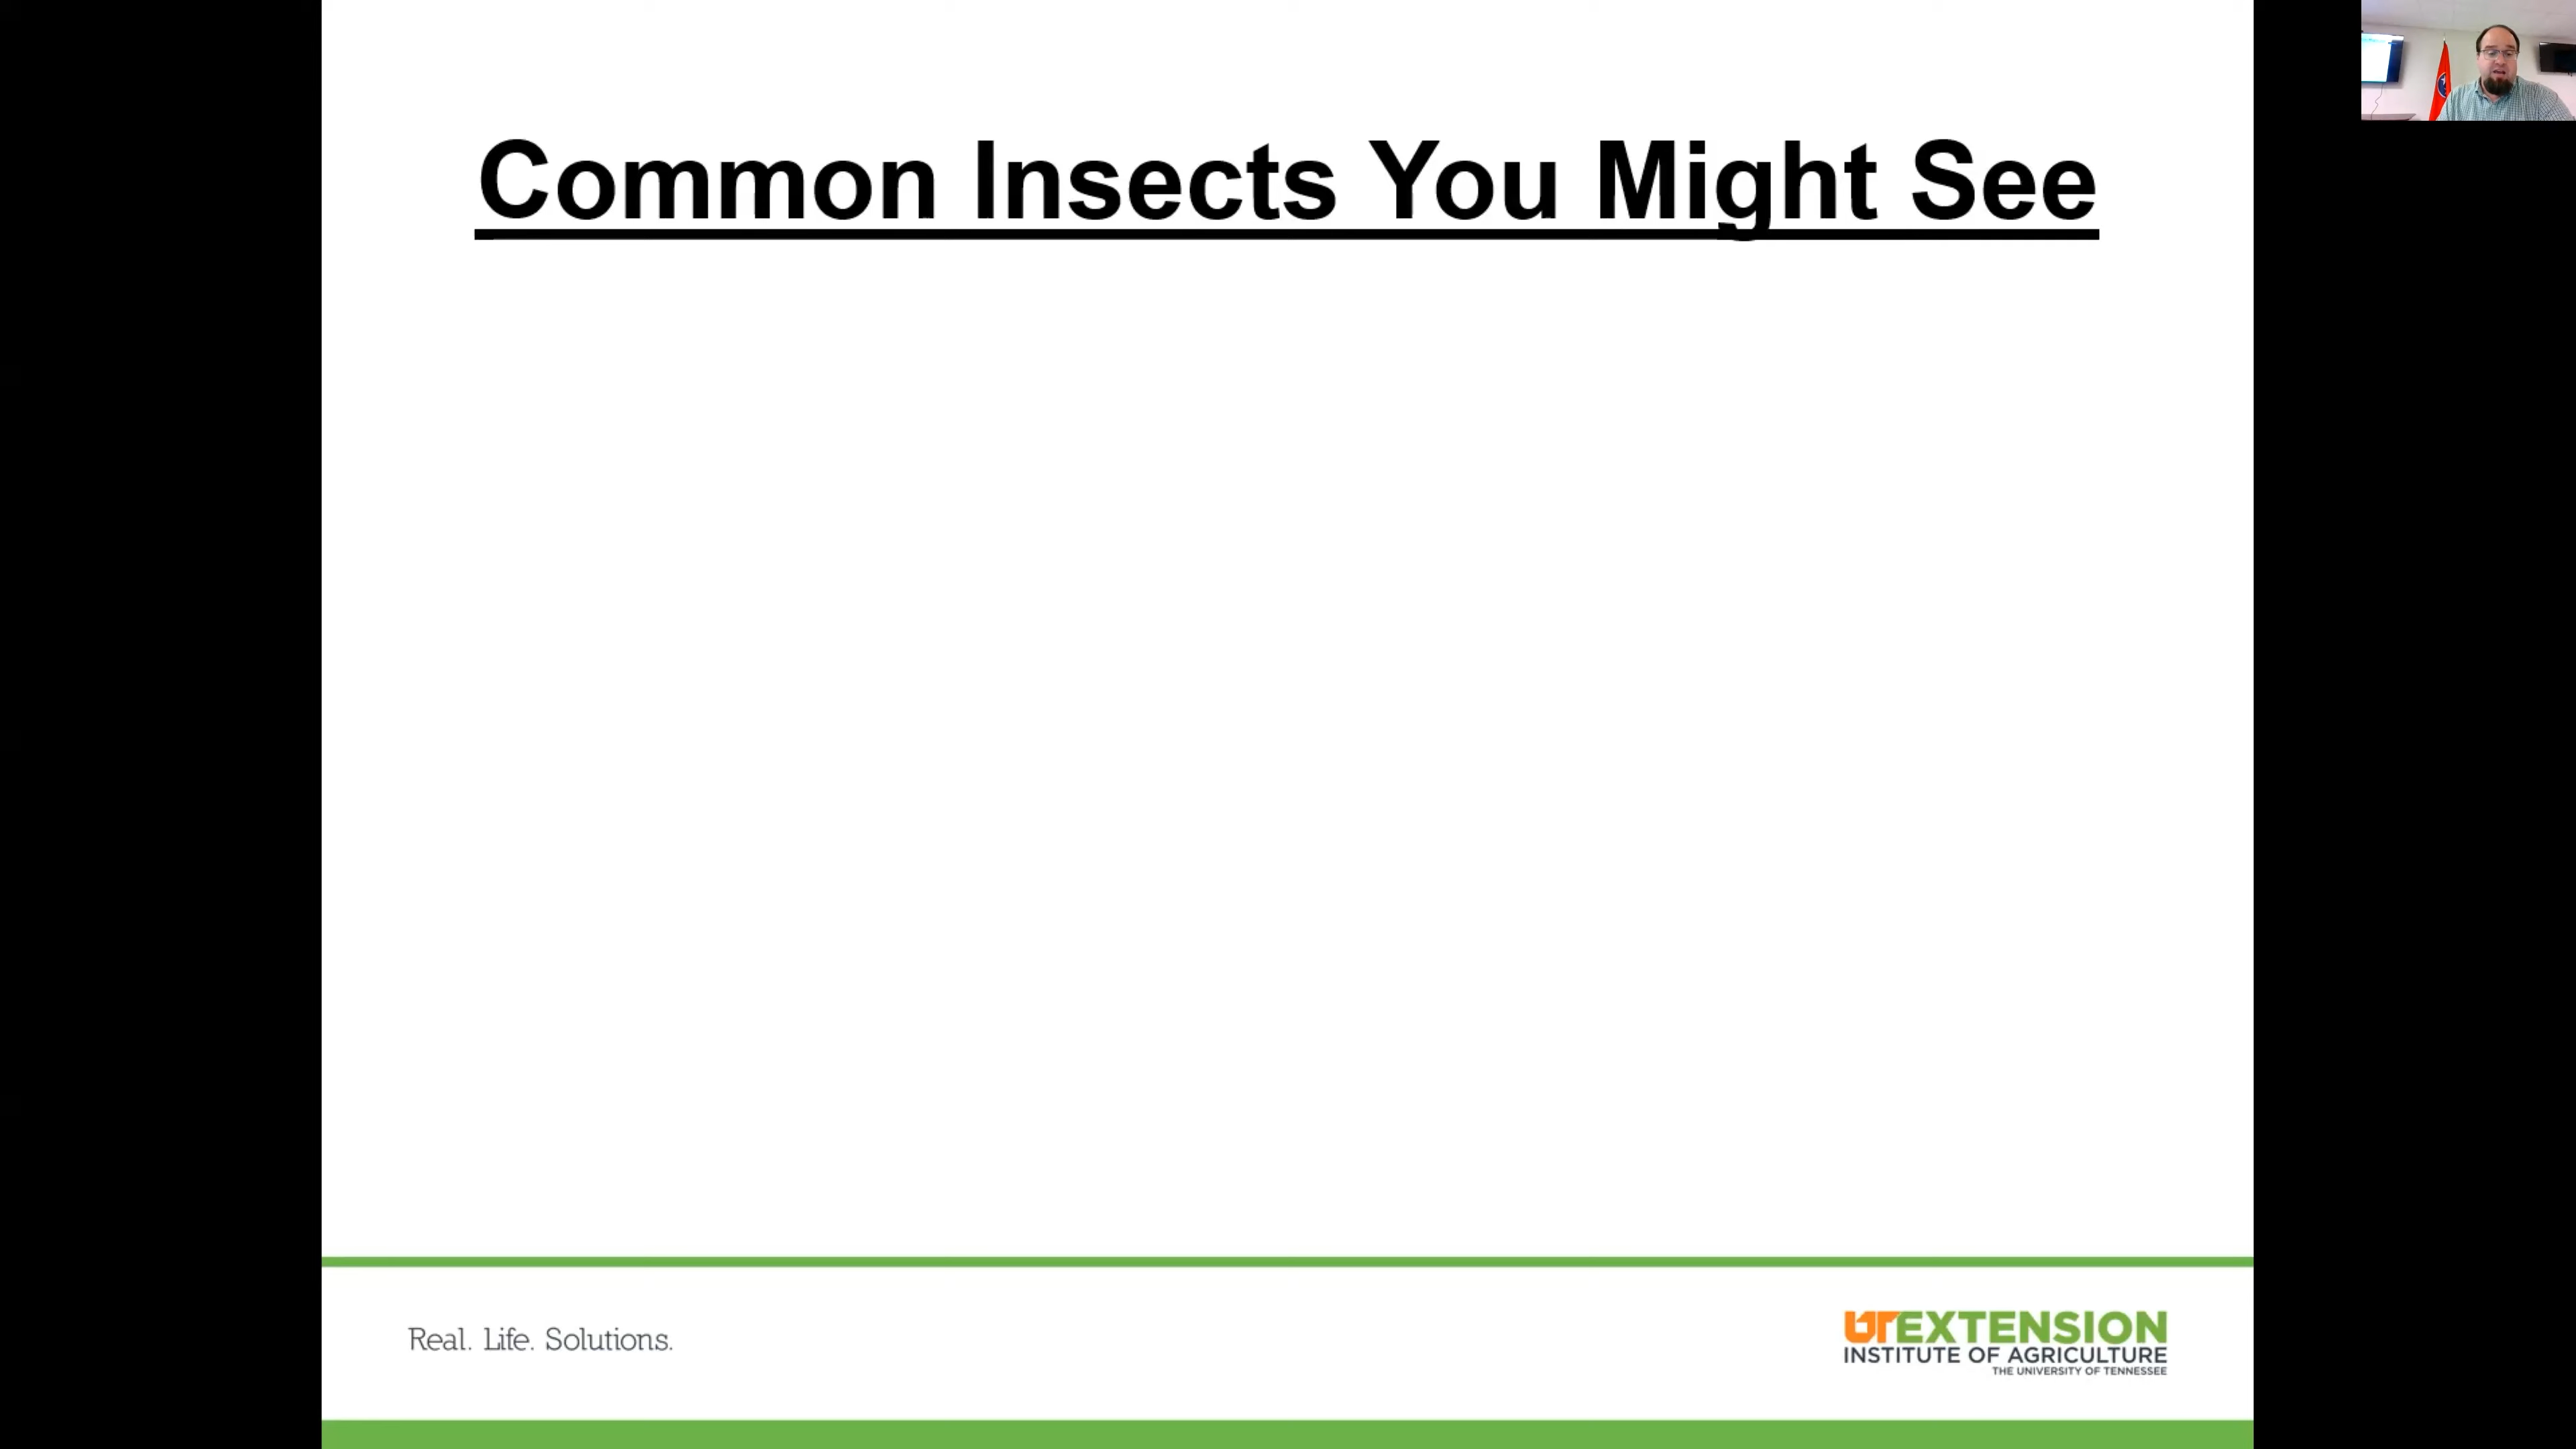 Common Insects You Might See
Real. Life. Solutions.
UTEXTENSION
INSTITUTE OF AGRICULTURE
THE UNIVERSITY OF TENNESSEE